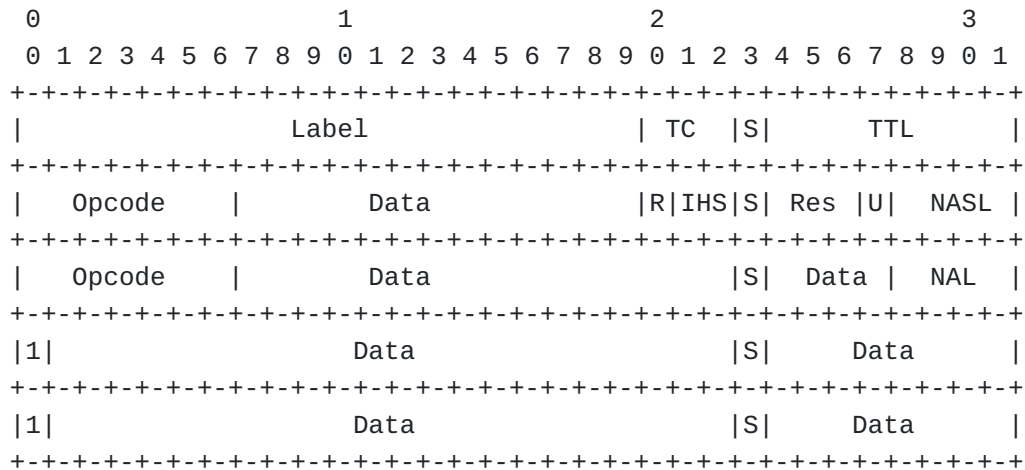 0                   1                   2                   3
 0 1 2 3 4 5 6 7 8 9 0 1 2 3 4 5 6 7 8 9 0 1 2 3 4 5 6 7 8 9 0 1
+-+-+-+-+-+-+-+-+-+-+-+-+-+-+-+-+-+-+-+-+-+-+-+-+-+-+-+-+-+-+-+-+
|                 Label                 | TC  |S|      TTL      |
+-+-+-+-+-+-+-+-+-+-+-+-+-+-+-+-+-+-+-+-+-+-+-+-+-+-+-+-+-+-+-+-+
|   Opcode    |        Data             |R|IHS|S| Res |U|  NASL |
+-+-+-+-+-+-+-+-+-+-+-+-+-+-+-+-+-+-+-+-+-+-+-+-+-+-+-+-+-+-+-+-+
|   Opcode    |        Data                   |S|  Data |  NAL  |
+-+-+-+-+-+-+-+-+-+-+-+-+-+-+-+-+-+-+-+-+-+-+-+-+-+-+-+-+-+-+-+-+
|1|                   Data                    |S|     Data      |
+-+-+-+-+-+-+-+-+-+-+-+-+-+-+-+-+-+-+-+-+-+-+-+-+-+-+-+-+-+-+-+-+
|1|                   Data                    |S|     Data      |
+-+-+-+-+-+-+-+-+-+-+-+-+-+-+-+-+-+-+-+-+-+-+-+-+-+-+-+-+-+-+-+-+